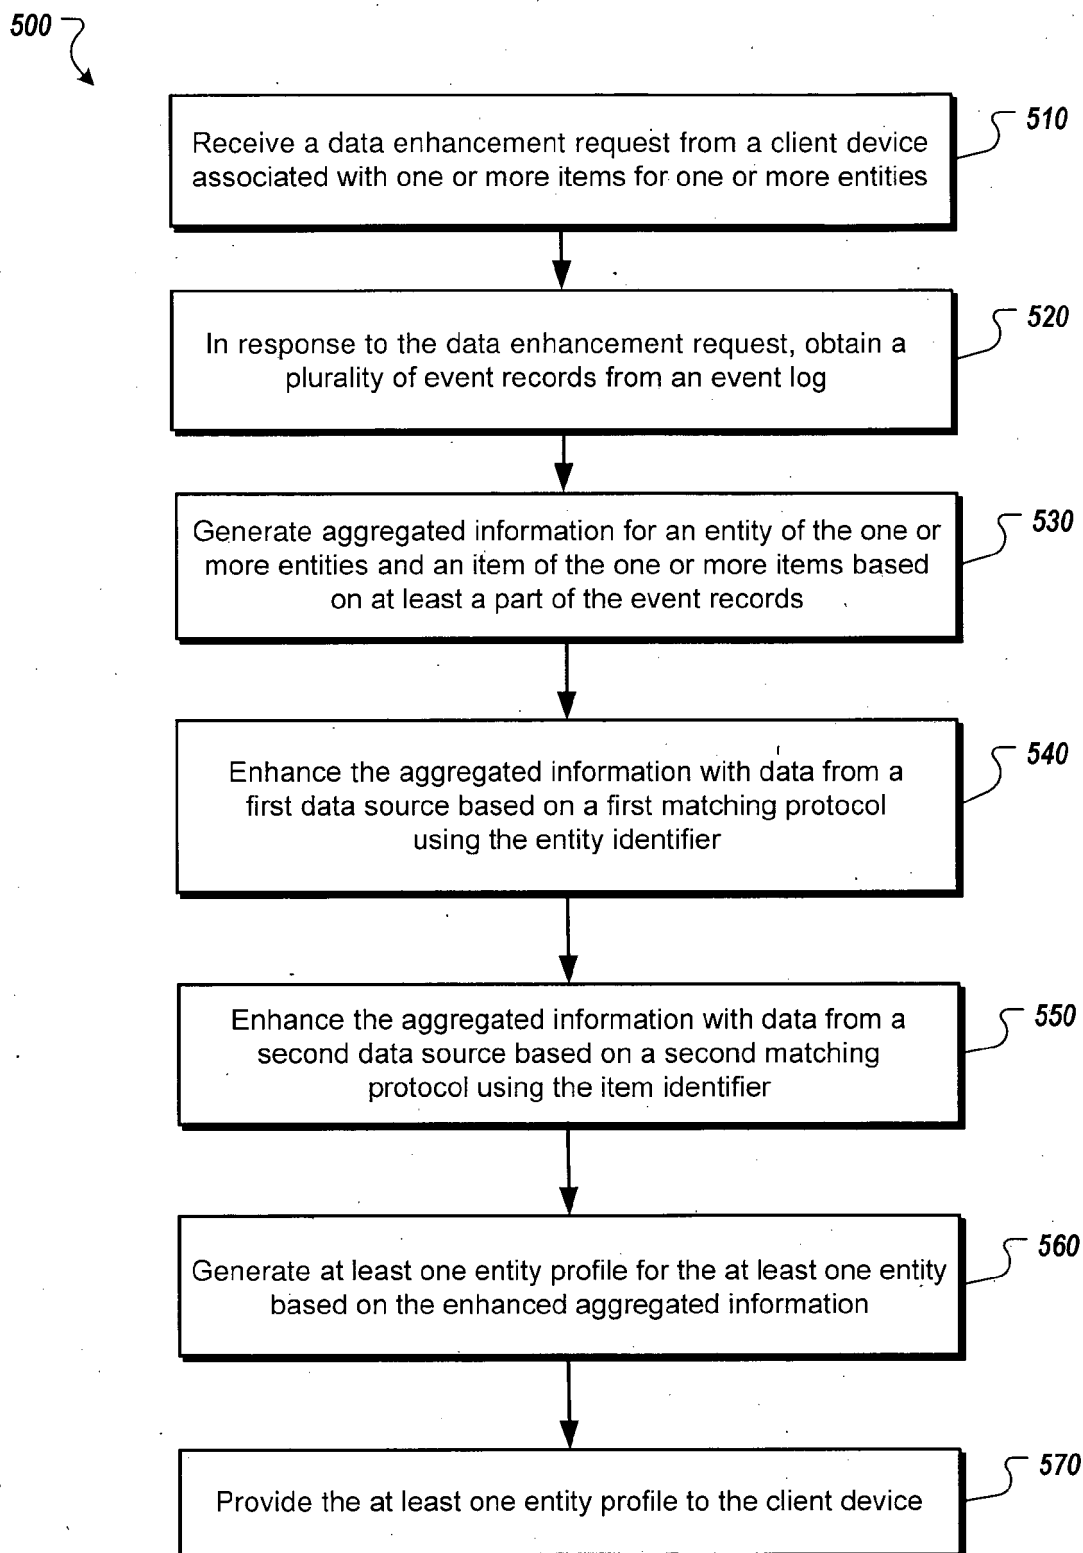 500
Receive a data enhancement request from a client device
associated with one or more items for one or more entities
510
In response to the data enhancement request, obtain a
plurality of event records from an event log
520
Generate aggregated information for an entity of the one or
more entities and an item of the one or more items based
on at least a part of the event records
530
Enhance the aggregated information with data from a
first data source based on a first matching protocol
using the entity identifier
540
Enhance the aggregated information with data from a
second data source based on a second matching
protocol using the item identifier
550
Generate at least one entity profile for the at least one entity
based on the enhanced aggregated information
560
Provide the at least one entity profile to the client device
570